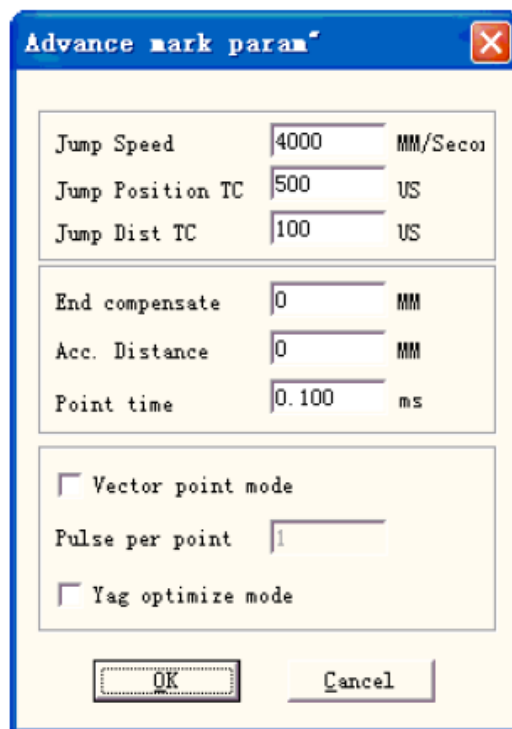 Advance mark param
Jump Speed 4000 MM/Secon
Jump Position TC 500 US
Jump Dist TC 100 US
End compensate 0 MM
Acc. Distance 0 MM
Point time 0.100 ms
Vector point mode
Pulse per point 1
Yag optimize mode
OK Cancel